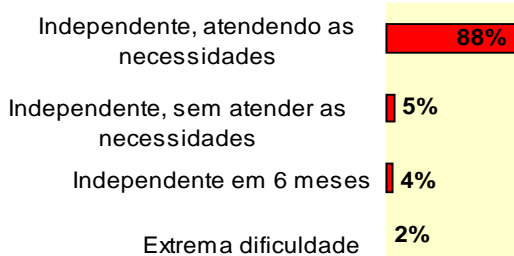 Independente, atendendo as
necessidades
88%
Independente, sem atender as
necessidades
5%
Independente em 6 meses
4%
Extrema dificuldade
2%